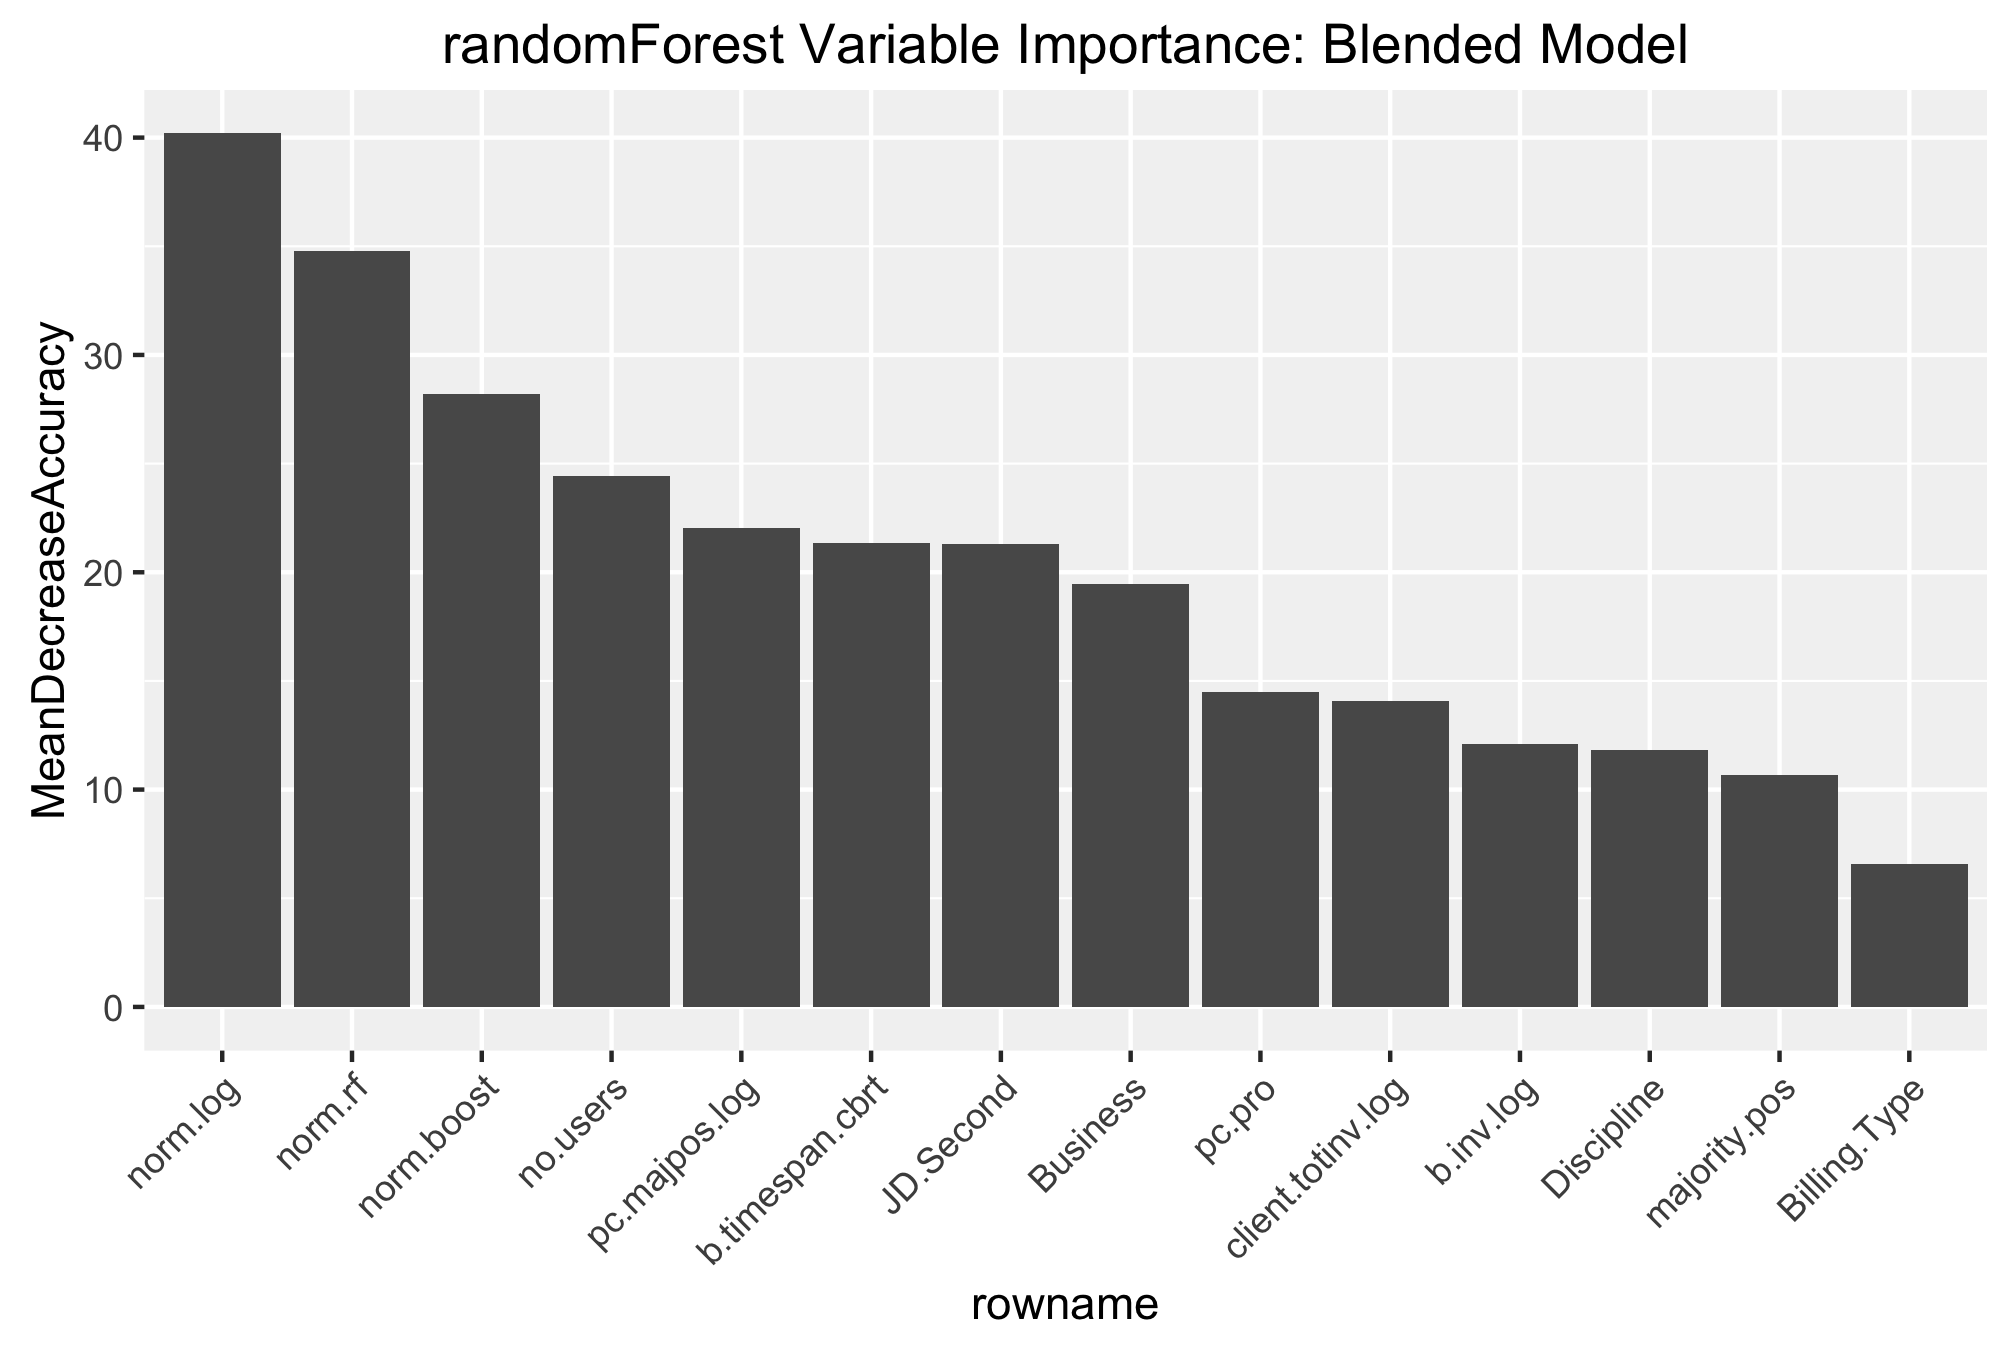 randomForest Variable Importance: Blended Model
MeanDecreaseAccuracy
40
30
20
10
0
norm.log
norm.rf
norm.boost
no.users
pc.majpos.log
b.timespan.cbrt
JD.Second
Business
pc.pro
client.totinv.log
b.inv.log
Discipline
majority.pos
Billing.Type
rowname